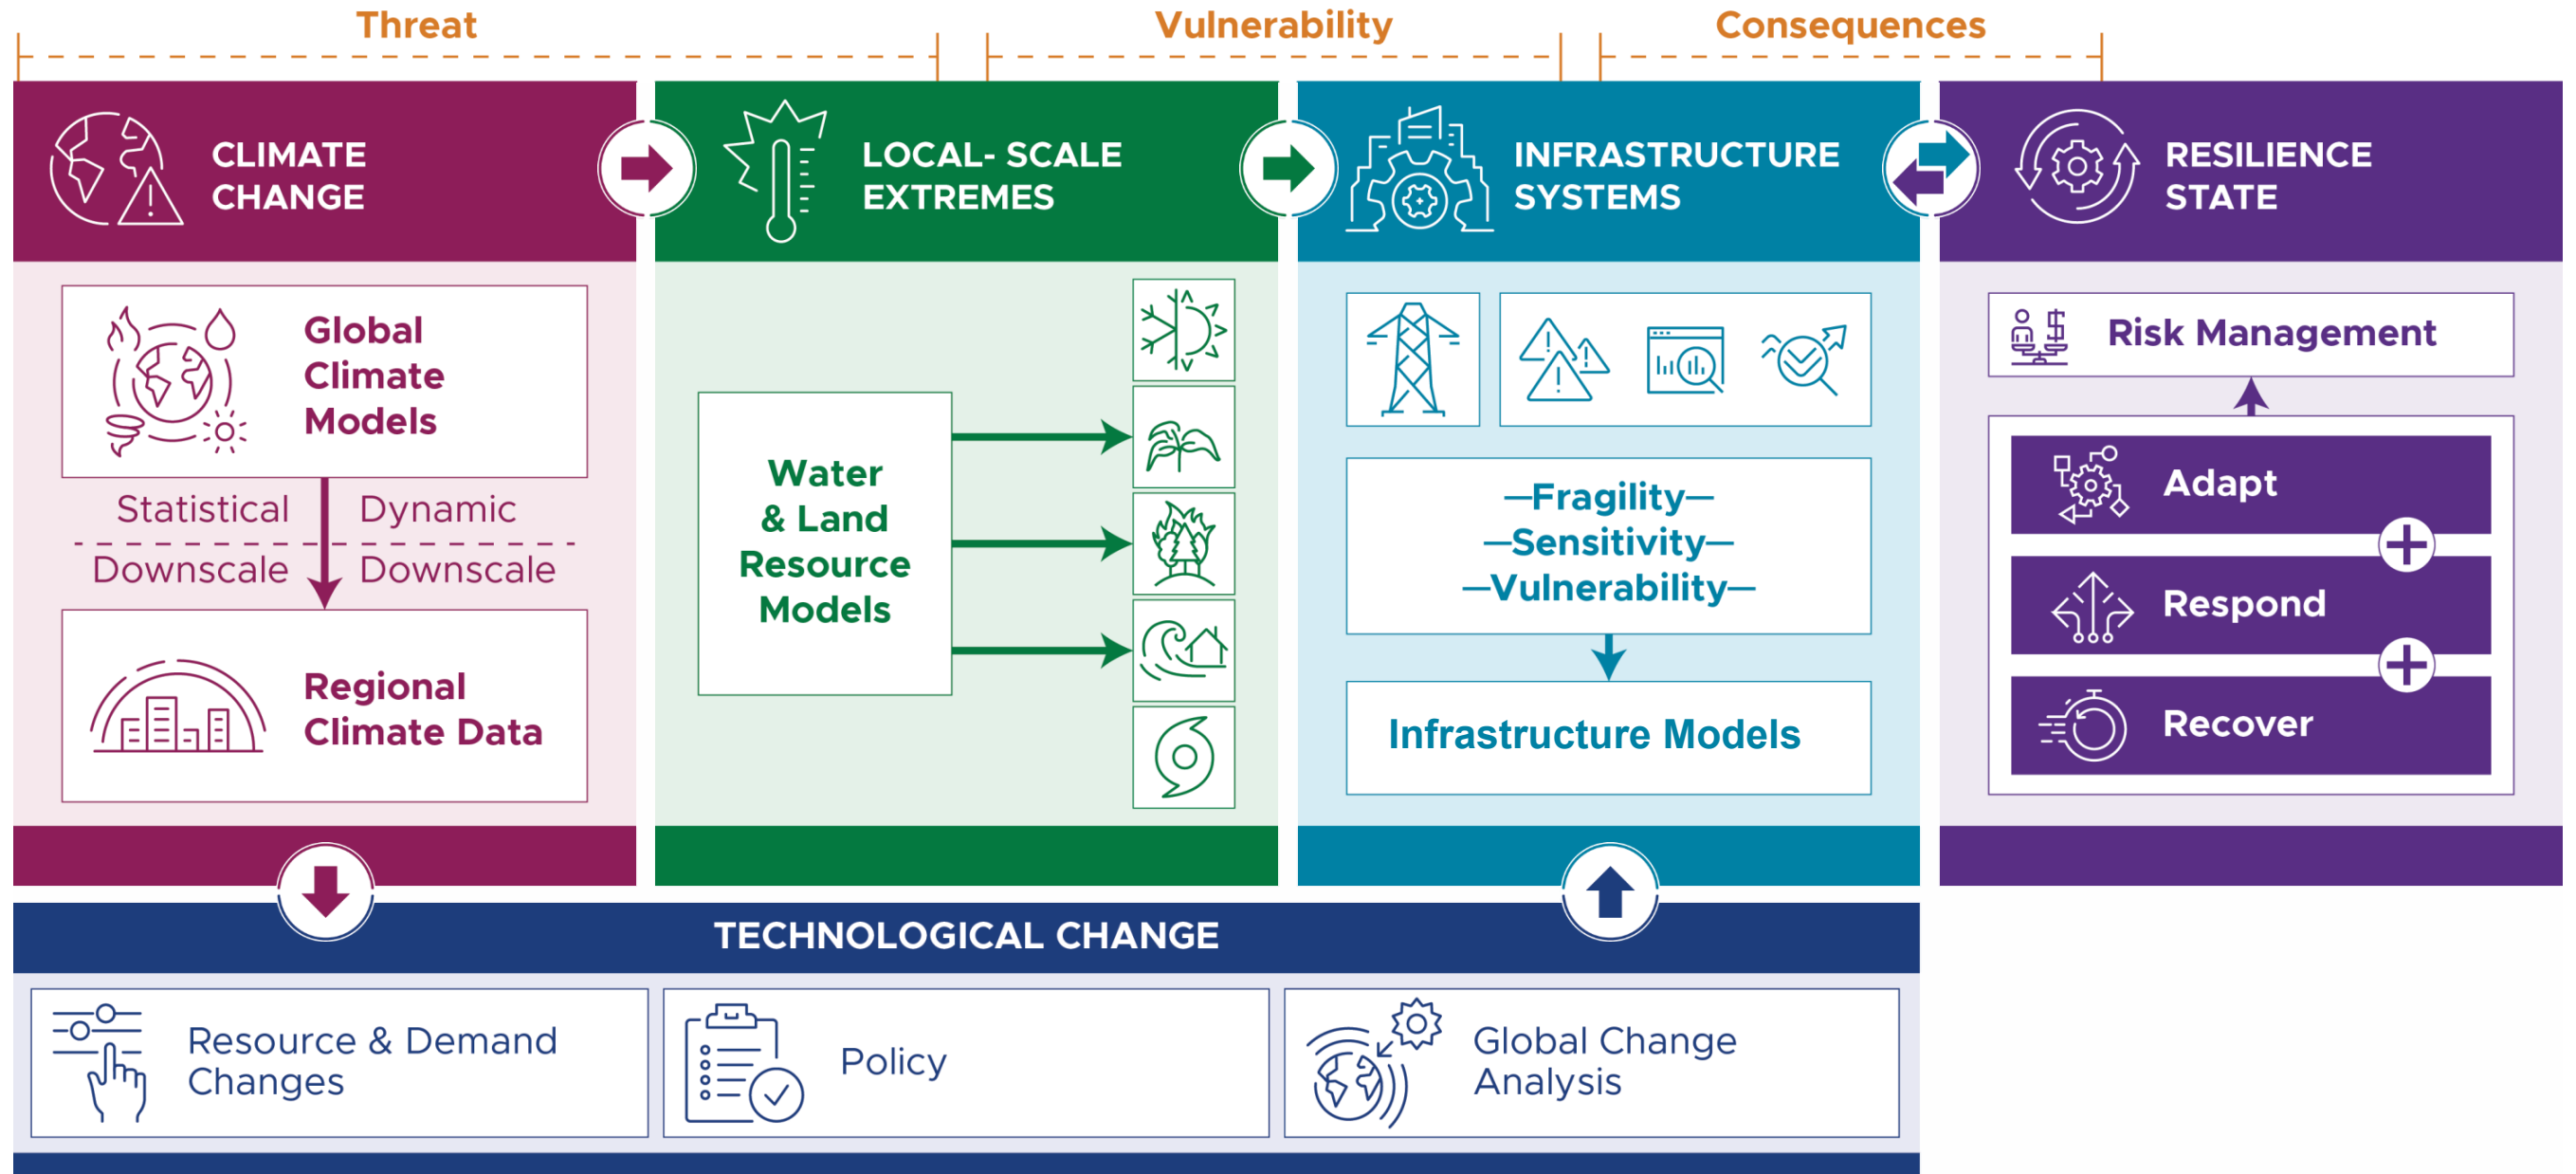 Threat
Vulnerability
Consequences
CLIMATE
CHANGE
LOCAL- SCALE
EXTREMES
INFRASTRUCTURE
SYSTEMS
RESILIENCE
STATE
Global
Climate
Models
Statistical
Downscale
Dynamic
Downscale
Regional
Climate Data
Water
& Land
Resource
Models
—Fragility—
—Sensitivity—
—Vulnerability—
Infrastructure Models
Risk Management
Adapt
Respond
Recover
TECHNOLOGICAL CHANGE
Resource & Demand
Changes
Policy
Global Change
Analysis